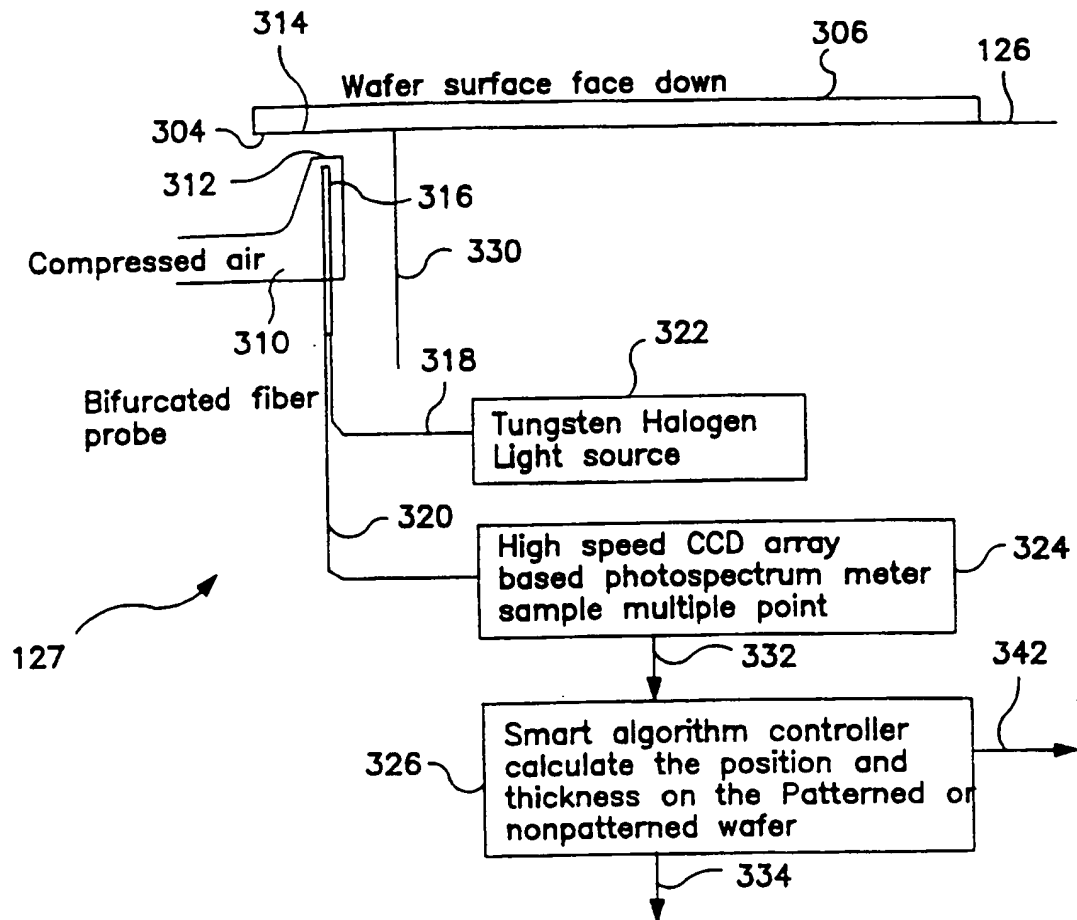 314
306
126
Wafer surface face down
304
312
316
Compressed air
330
310
322
318
Bifurcated fiber
probe
Tungsten Halogen
Light source
320
High speed CCD array
based photospectrum meter
sample multiple point
324
127
332
342
Smart algorithm controller
calculate the position and
thickness on the Patterned or
nonpatterned wafer
326
334